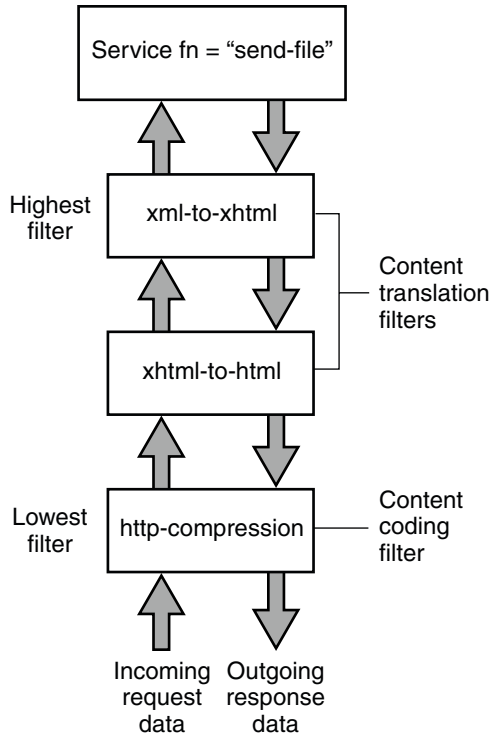 Service fn = “send-file”
Highest
filter
xml-to-xhtml
Content
translation
filters
xhtml-to-html
Lowest
filter
http-compression
Content
coding
filter
Incoming
request
data
Outgoing
response
data